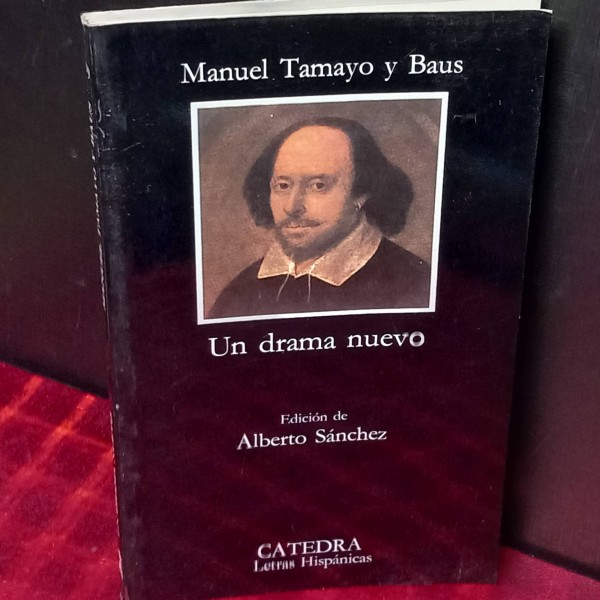 Manuel Tamayo y Baus
Un drama nuevo
Edición de
Alberto Sánchez
CATEDRA
Letras Hispánicas